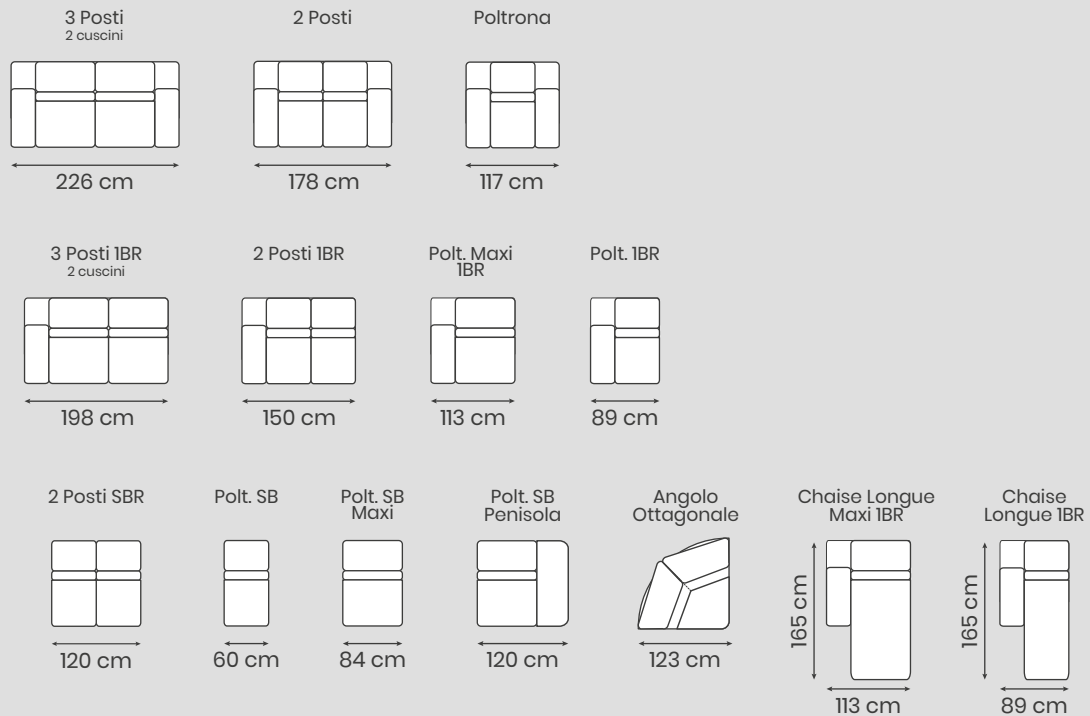 3 Posti
2 cuscini
2 Posti
Poltrona
226 cm
178 cm
117 cm
3 Posti 1BR
2 cuscini
2 Posti 1BR
Polt. Maxi
1BR
Polt. 1BR
198 cm
150 cm
113 cm
89 cm
2 Posti SBR
Polt. SB
Polt. SB
Maxi
Polt. SB
Penisola
Angolo
Ottagonale
Chaise Longue
Maxi 1BR
Chaise
Longue 1BR
165 cm
165 cm
120 cm
60 cm
84 cm
120 cm
123 cm
113 cm
89 cm